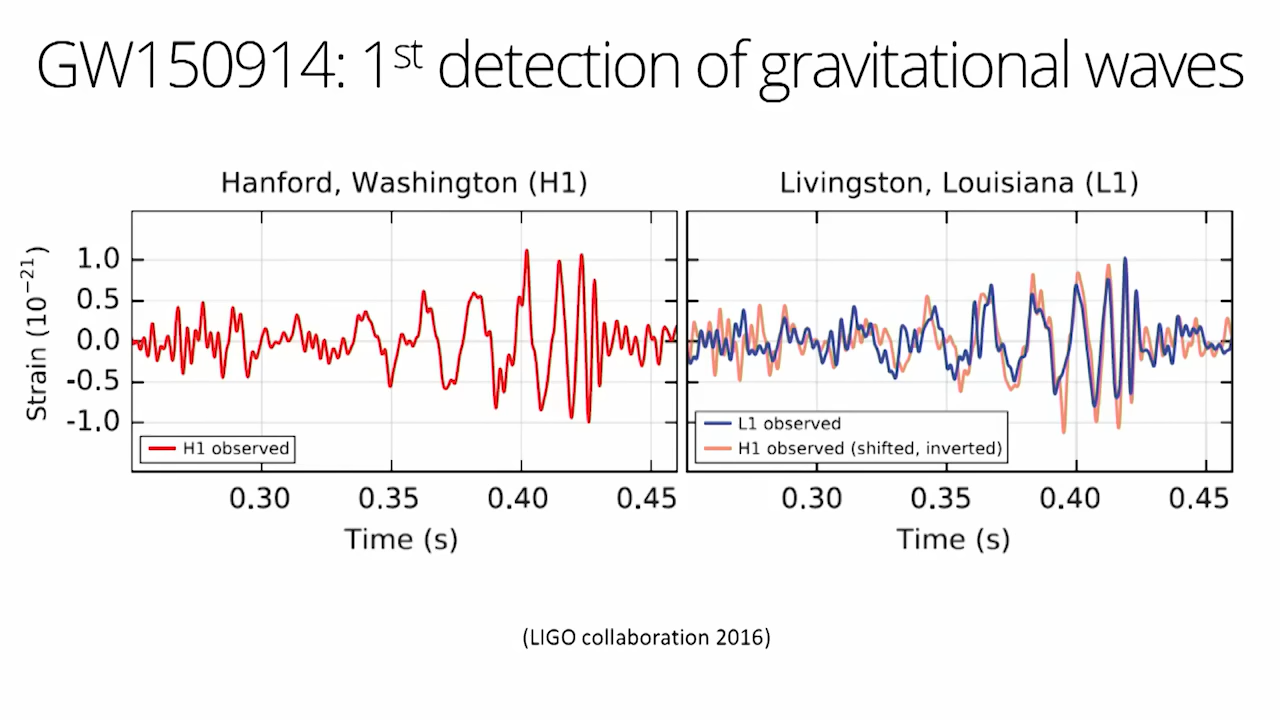 GW150914: 1st detection of gravitational waves
Hanford, Washington (H1)
Livingston, Louisiana (L1)
Strain (10−21)
1.0
0.5
0.0
-0.5
-1.0
H1 observed
L1 observed
H1 observed (shifted, inverted)
0.30 0.35 0.40 0.45
0.30 0.35 0.40 0.45
Time (s)
Time (s)
(LIGO collaboration 2016)